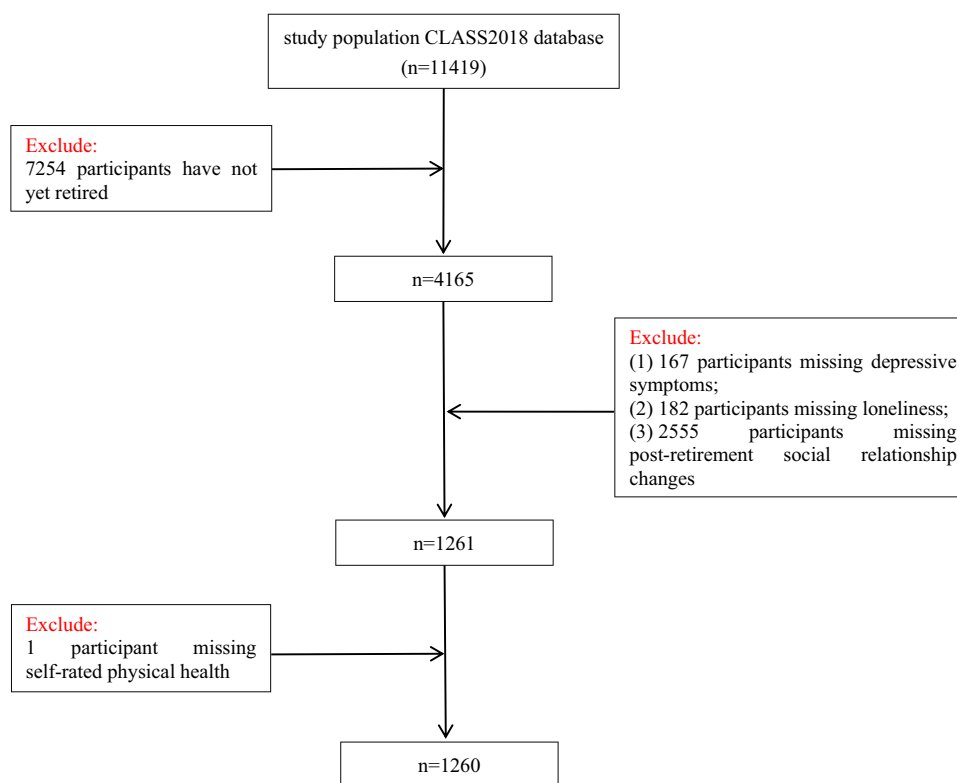 study population CLASS2018 database
(n=11419)
Exclude:
7254 participants have not
yet retired
n=4165
Exclude:
(1) 167 participants missing depressive
symptoms;
(2) 182 participants missing loneliness;
(3) 2555 participants missing
post-retirement social relationship
changes
n=1261
Exclude:
1 participant missing
self-rated physical health
n=1260